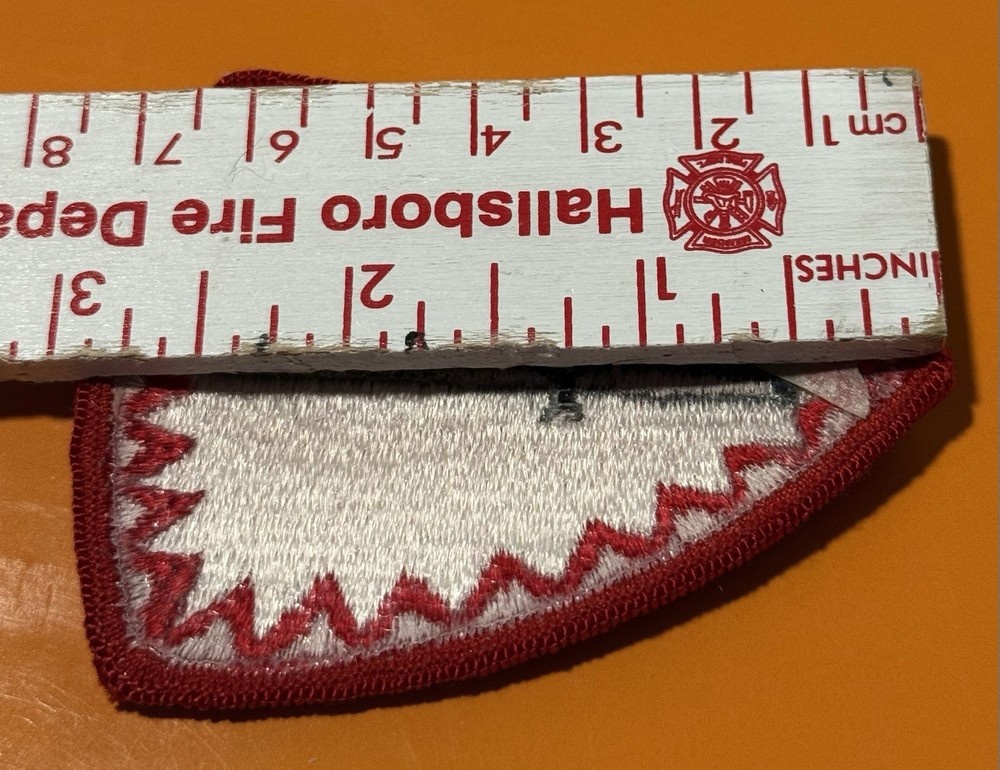 INCHES 1 2 3
Hallsboro Fire Depa
cm 1 2 3 4 5 6 7 8